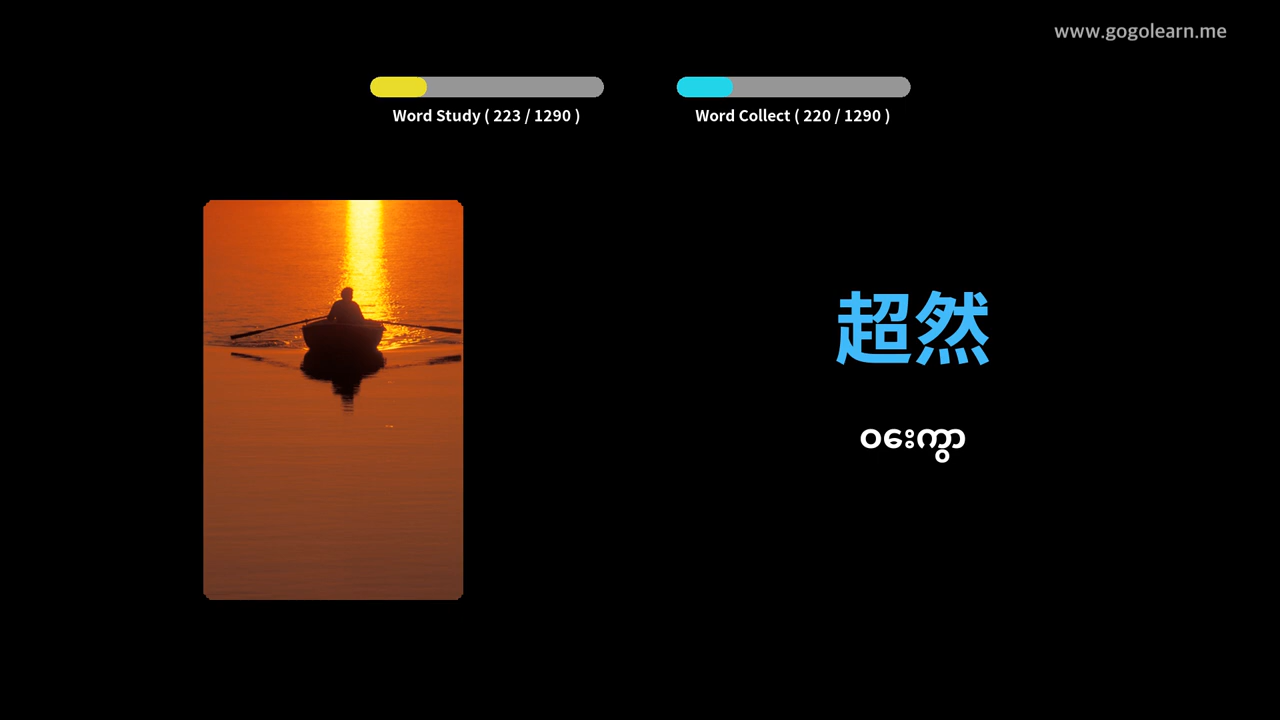 www.gogolearn.me
Word Study ( 223 / 1290 )
Word Collect ( 220 / 1290 )
超然
ဝေးကွာ